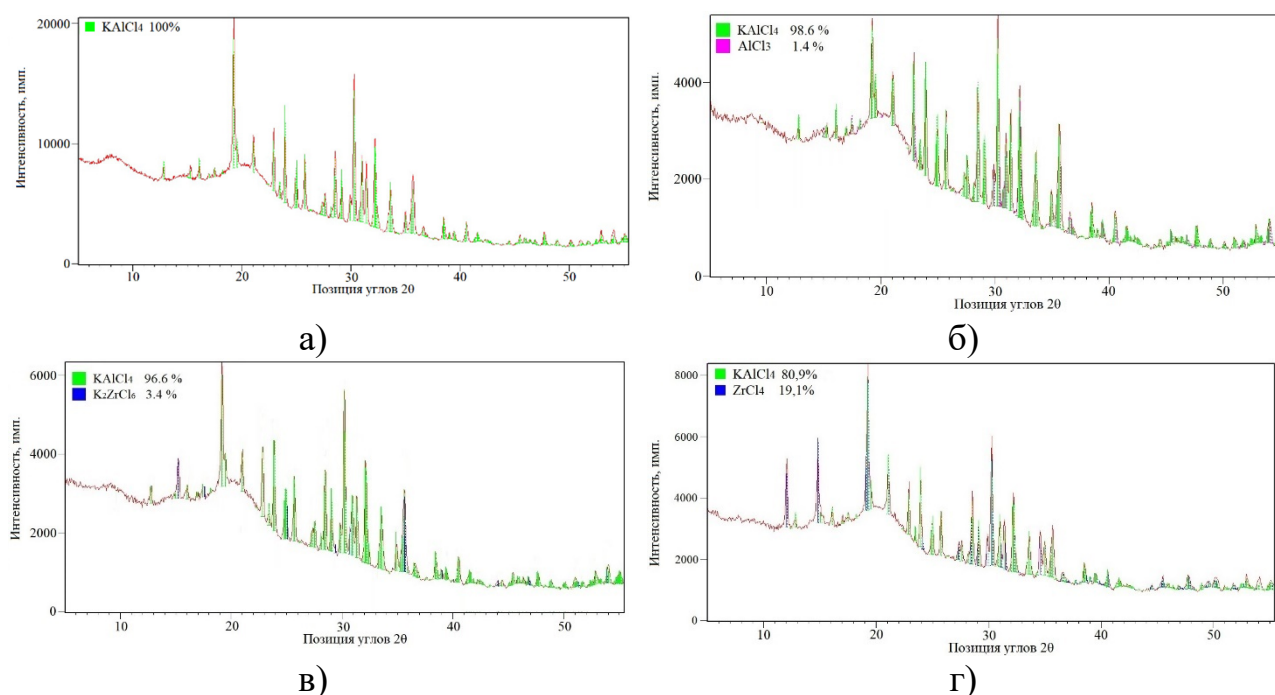 20000
KAlCl₄ 100%
10000
0
Интенсивность, имп.
10 20 30 40 50
Позиция углов 2θ
а)
KAlCl₄ 98.6 %
AlCl₃ 1.4 %
4000
2000
0
Интенсивность, имп.
10 20 30 40 50
Позиция углов 2θ
б)
6000
KAlCl₄ 96.6 %
K₂ZrCl₆ 3.4 %
4000
2000
0
Интенсивность, имп.
10 20 30 40 50
Позиция углов 2θ
в)
8000
KAlCl₄ 80,9%
ZrCl₄ 19,1%
6000
4000
2000
0
Интенсивность, имп.
10 20 30 40 50
Позиция углов 2θ
г)